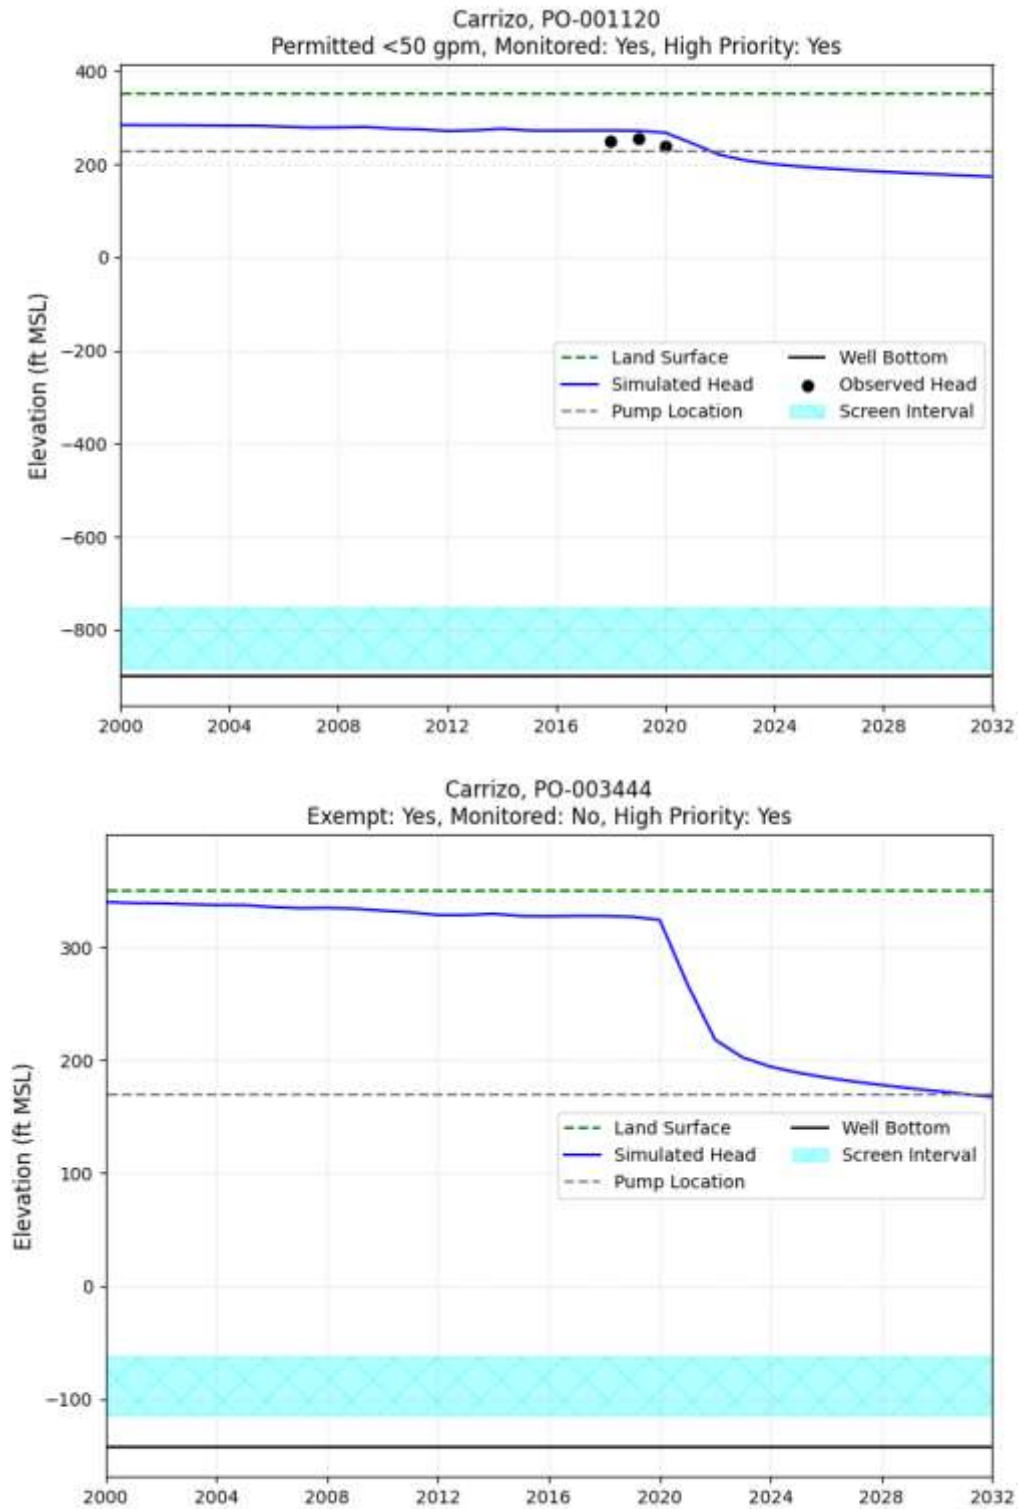 Carrizo, PO-001120
Permitted <50 gpm, Monitored: Yes, High Priority: Yes
Elevation (ft MSL)
400
200
0
−200
−400
−600
−800
Land Surface
Simulated Head
Pump Location
Well Bottom
Observed Head
Screen Interval
2000 2004 2008 2012 2016 2020 2024 2028 2032
Carrizo, PO-003444
Exempt: Yes, Monitored: No, High Priority: Yes
Elevation (ft MSL)
300
200
100
0
−100
Land Surface
Simulated Head
Pump Location
Well Bottom
Screen Interval
2000 2004 2008 2012 2016 2020 2024 2028 2032